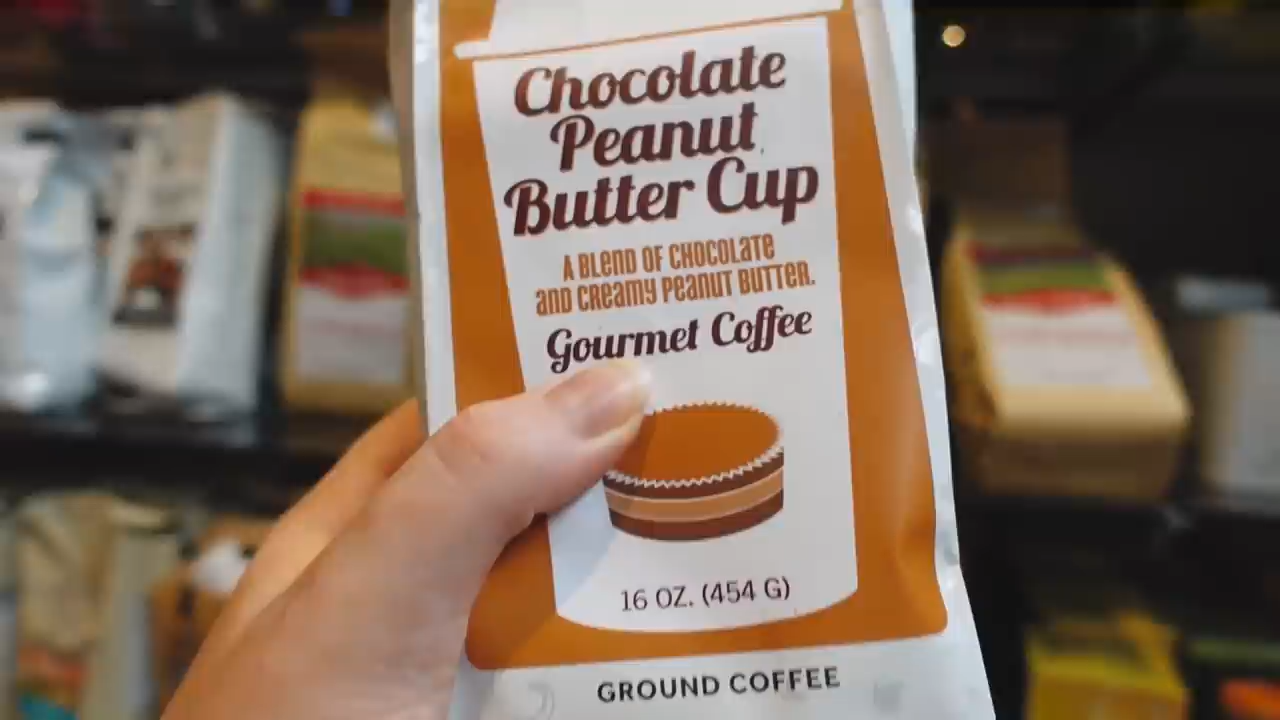 Chocolate
Peanut
Butter Cup
A BLEND OF CHOCOLATE
AND CREAMY PEANUT BUTTER.
Gourmet Coffee
16 OZ. (454 G)
GROUND COFFEE